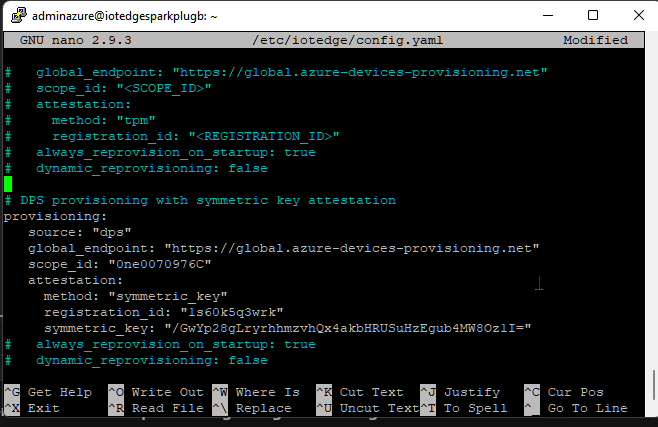 adminazure@iotedgesparkplugb: ~
GNU nano 2.9.3 /etc/iotedge/config.yaml Modified
#   global_endpoint: "https://global.azure-devices-provisioning.net"
#   scope_id: "<SCOPE_ID>"
#   attestation:
#     method: "tpm"
#     registration_id: "<REGISTRATION_ID>"
#   always_reprovision_on_startup: true
#   dynamic_reprovisioning: false
# DPS provisioning with symmetric key attestation
provisioning:
   source: "dps"
   global_endpoint: "https://global.azure-devices-provisioning.net"
   scope_id: "0ne0070976C"
   attestation:
     method: "symmetric_key"
     registration_id: "1s60k5q3wrk"
     symmetric_key: "/GwYp28gLryrhhmzvhQx4akbHRUSuHzEgub4MW8OzlI="
#   always_reprovision_on_startup: true
#   dynamic_reprovisioning: false
^G Get Help ^O Write Out ^W Where Is ^K Cut Text ^J Justify ^C Cur Pos
^X Exit ^R Read File ^\ Replace ^U Uncut Text ^T To Spell ^_ Go To Line